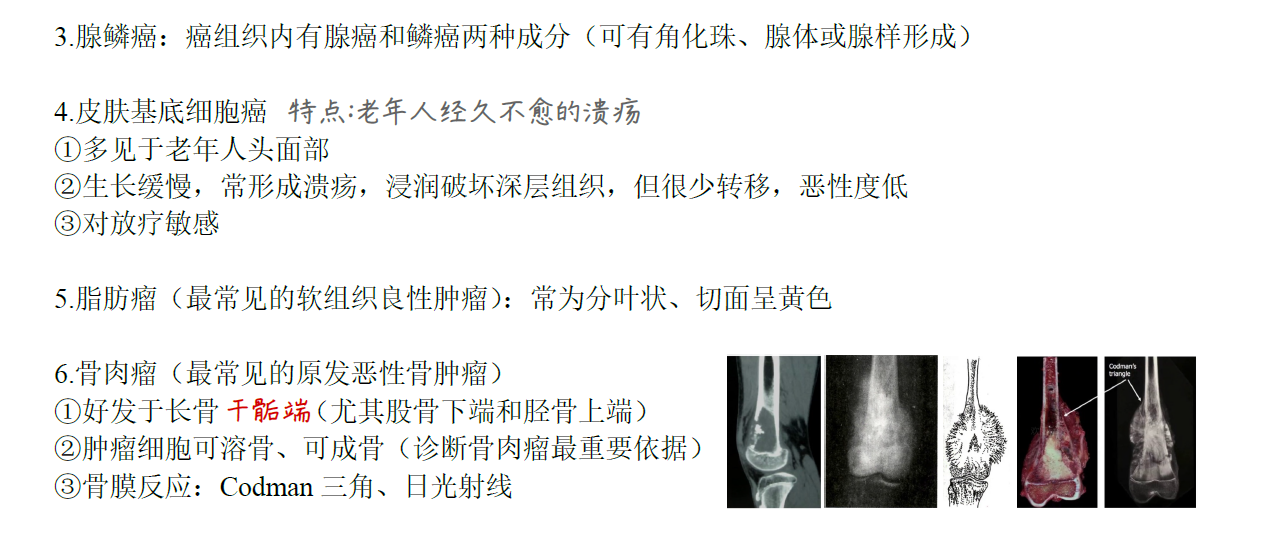 3.腺鳞癌：癌组织内有腺癌和鳞癌两种成分（可有角化珠、腺体或腺样形成）
4.皮肤基底细胞癌 特点:老年人经久不愈的溃疡
①多见于老年人头面部
②生长缓慢，常形成溃疡，浸润破坏深层组织，但很少转移，恶性度低
③对放疗敏感
5.脂肪瘤（最常见的软组织良性肿瘤）：常为分叶状、切面呈黄色
6.骨肉瘤（最常见的原发恶性骨肿瘤）
①好发于长骨干骺端（尤其股骨下端和胫骨上端）
②肿瘤细胞可溶骨、可成骨（诊断骨肉瘤最重要依据）
③骨膜反应：Codman 三角、日光射线
Codman's
triangle